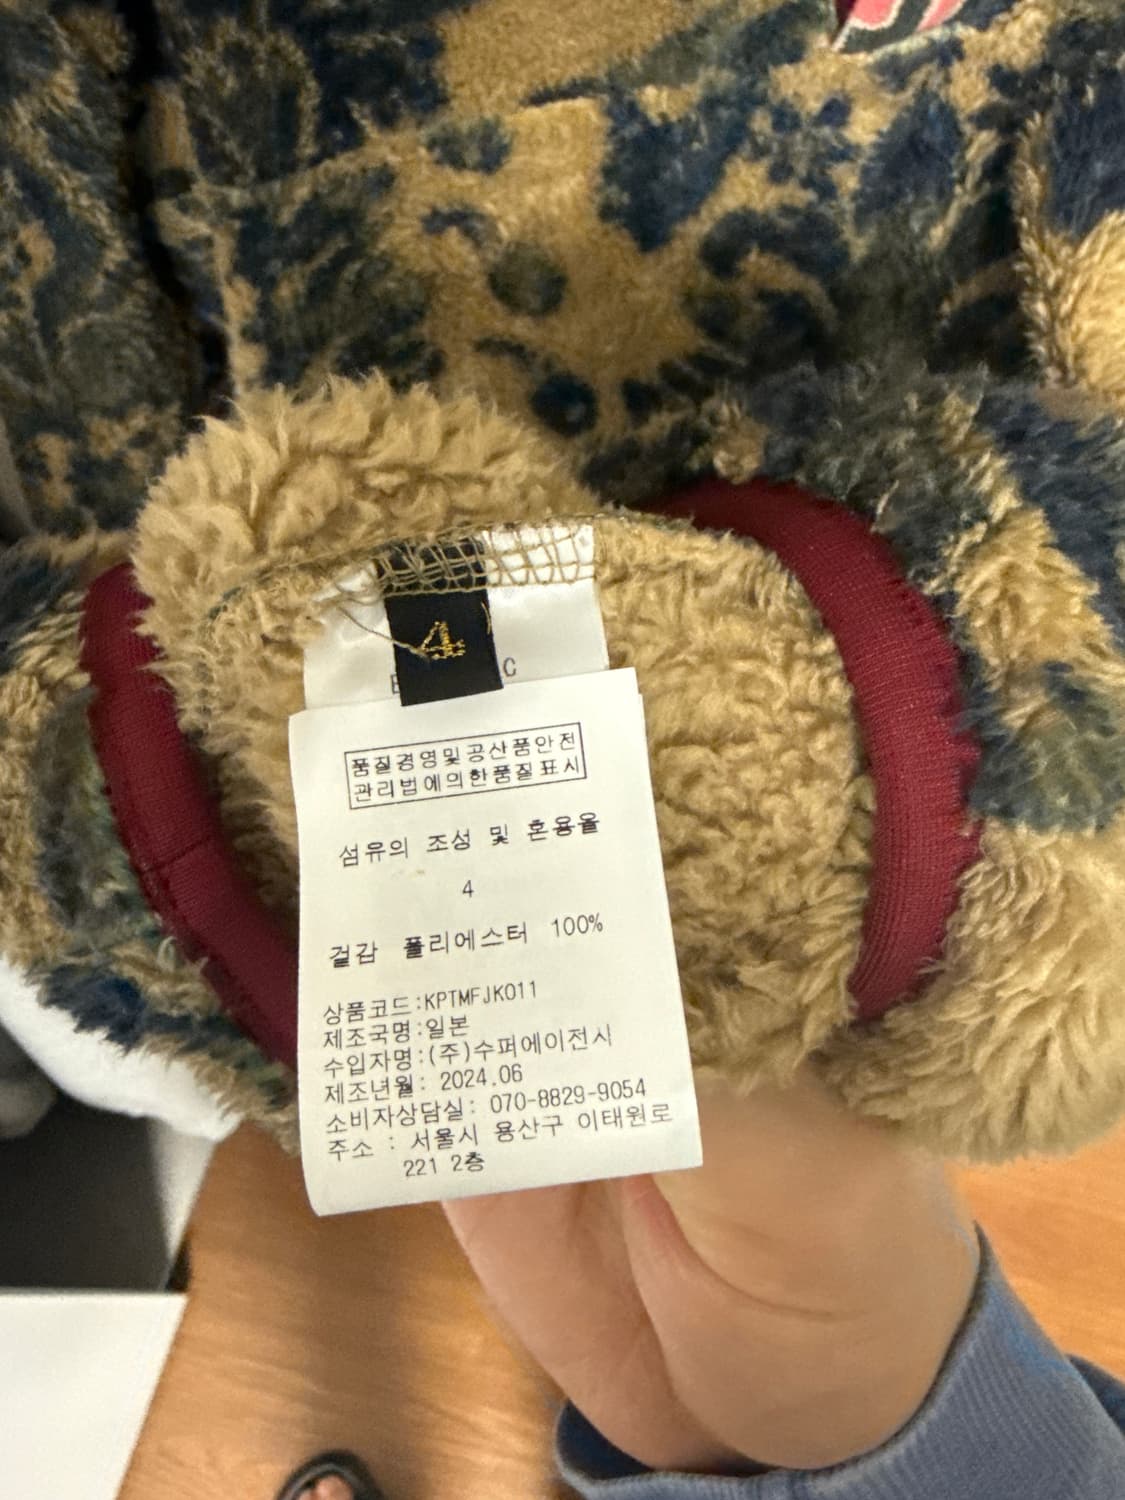 4
C
품질경영및공산품안전
관리법에의한품질표시
섬유의 조성 및 혼용율
4
겉감 폴리에스터 100%
상품코드:KPTMFJK011
제조국명:일본
수입자명:(주)수퍼에이전시
제조년월: 2024.06
소비자상담실: 070-8829-9054
주소 : 서울시 용산구 이태원로
221 2층